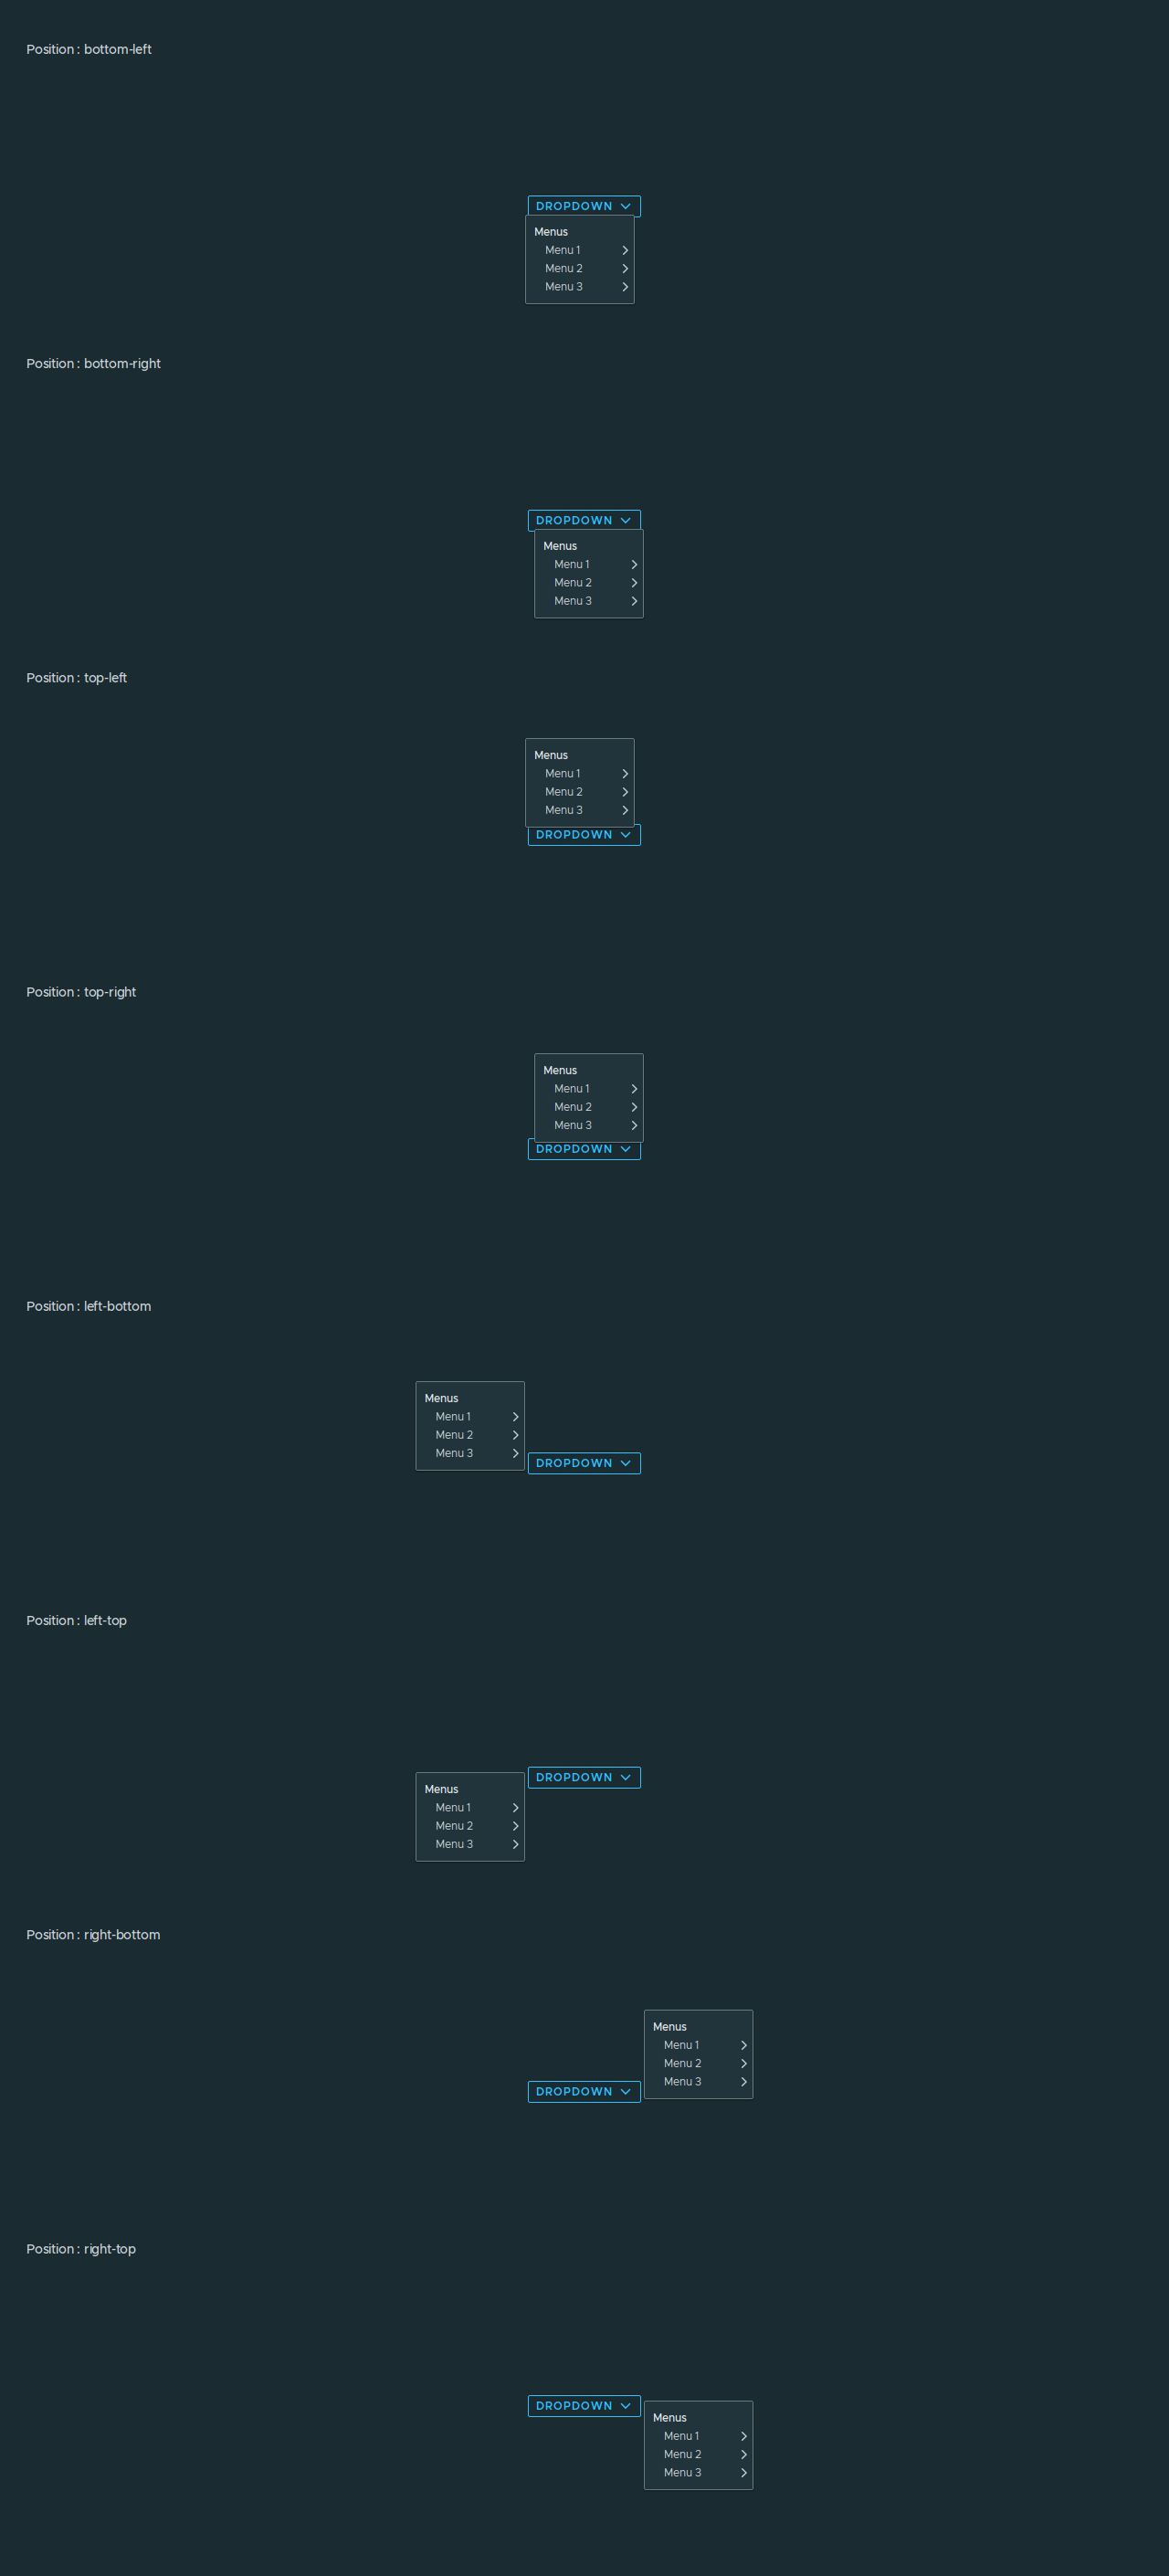 Position : bottom-left
DROPDOWN
Menus
Menu 1
Menu 2
Menu 3
Position : bottom-right
DROPDOWN
Menus
Menu 1
Menu 2
Menu 3
Position : top-left
Menus
Menu 1
Menu 2
Menu 3
DROPDOWN
Position : top-right
Menus
Menu 1
Menu 2
Menu 3
DROPDOWN
Position : left-bottom
Menus
Menu 1
Menu 2
Menu 3
DROPDOWN
Position : left-top
DROPDOWN
Menus
Menu 1
Menu 2
Menu 3
Position : right-bottom
Menus
Menu 1
Menu 2
Menu 3
DROPDOWN
Position : right-top
DROPDOWN
Menus
Menu 1
Menu 2
Menu 3